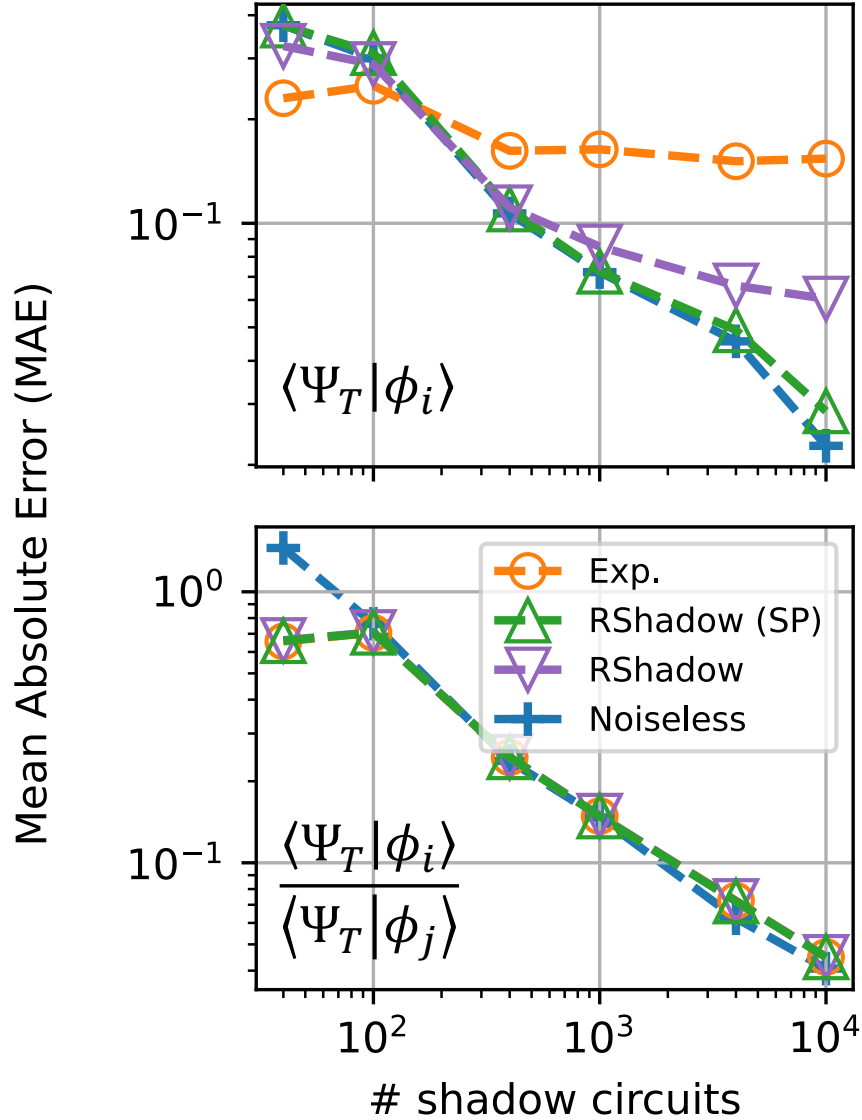 Mean Absolute Error (MAE)
10⁻¹
⟨Ψ_T|ϕ_i⟩
10⁰
10⁻¹
Exp.
RShadow (SP)
RShadow
Noiseless
⟨Ψ_T|ϕ_i⟩
⟨Ψ_T|ϕ_j⟩
10² 10³ 10⁴
# shadow circuits